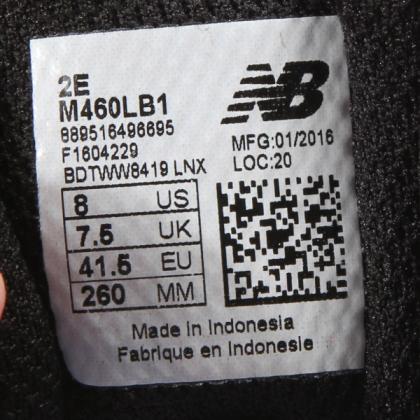 2E
M460LB1
889516496695
F1604229
BDTWW8419 LNX
NB
MFG:01/2016
LOC:20
8 US
7.5 UK
41.5 EU
260 MM
Made in Indonesia
Fabrique en Indonesie